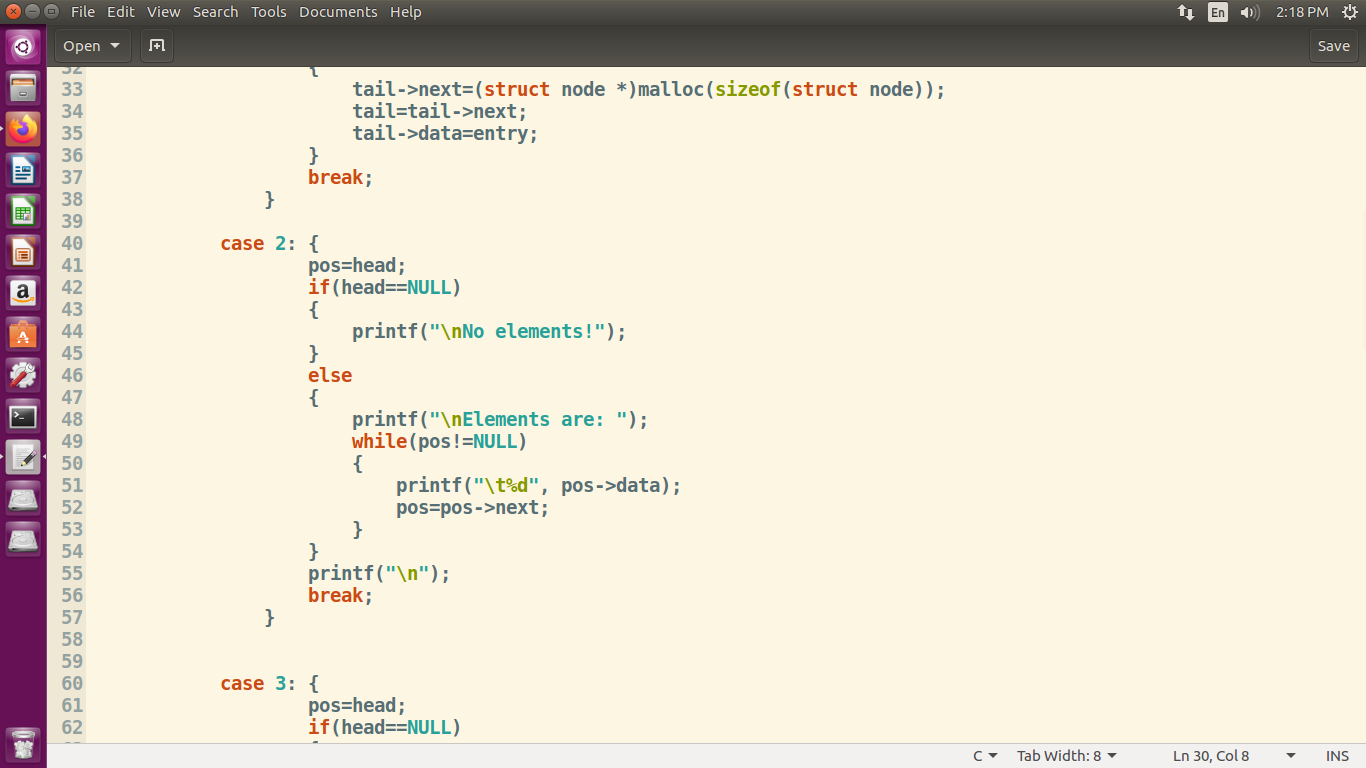 File Edit View Search Tools Documents Help En 2:18 PM
Open Save
32 {
33 tail->next=(struct node *)malloc(sizeof(struct node));
34 tail=tail->next;
35 tail->data=entry;
36 }
37 break;
38 }
39
40 case 2: {
41 pos=head;
42 if(head==NULL)
43 {
44 printf("\nNo elements!");
45 }
46 else
47 {
48 printf("\nElements are: ");
49 while(pos!=NULL)
50 {
51 printf("\t%d", pos->data);
52 pos=pos->next;
53 }
54 }
55 printf("\n");
56 break;
57 }
58
59
60 case 3: {
61 pos=head;
62 if(head==NULL)
C Tab Width: 8 Ln 30, Col 8 INS